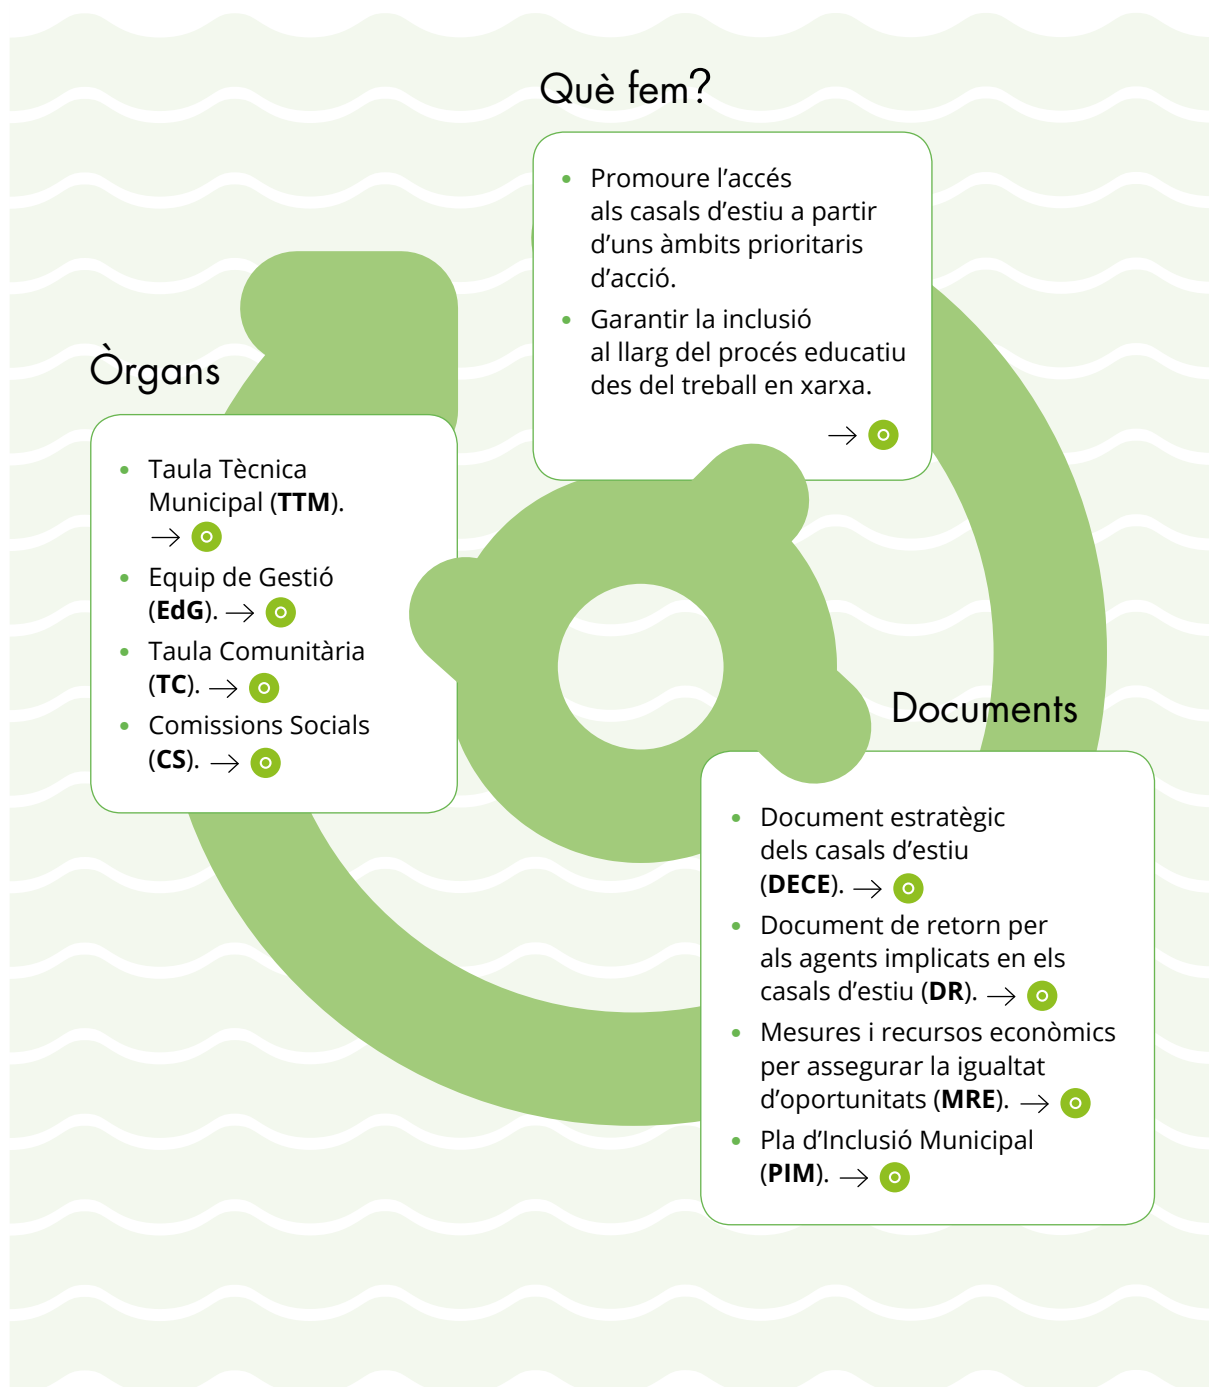 Què fem?
• Promoure l’accés
als casals d’estiu a partir
d’uns àmbits prioritaris
d’acció.
• Garantir la inclusió
al llarg del procés educatiu
des del treball en xarxa.
→
Òrgans
• Taula Tècnica
Municipal (TTM).
→
• Equip de Gestió
(EdG). →
• Taula Comunitària
(TC). →
• Comissions Socials
(CS). →
Documents
• Document estratègic
dels casals d’estiu
(DECE). →
• Document de retorn per
als agents implicats en els
casals d’estiu (DR). →
• Mesures i recursos econòmics
per assegurar la igualtat
d’oportunitats (MRE). →
• Pla d’Inclusió Municipal
(PIM). →